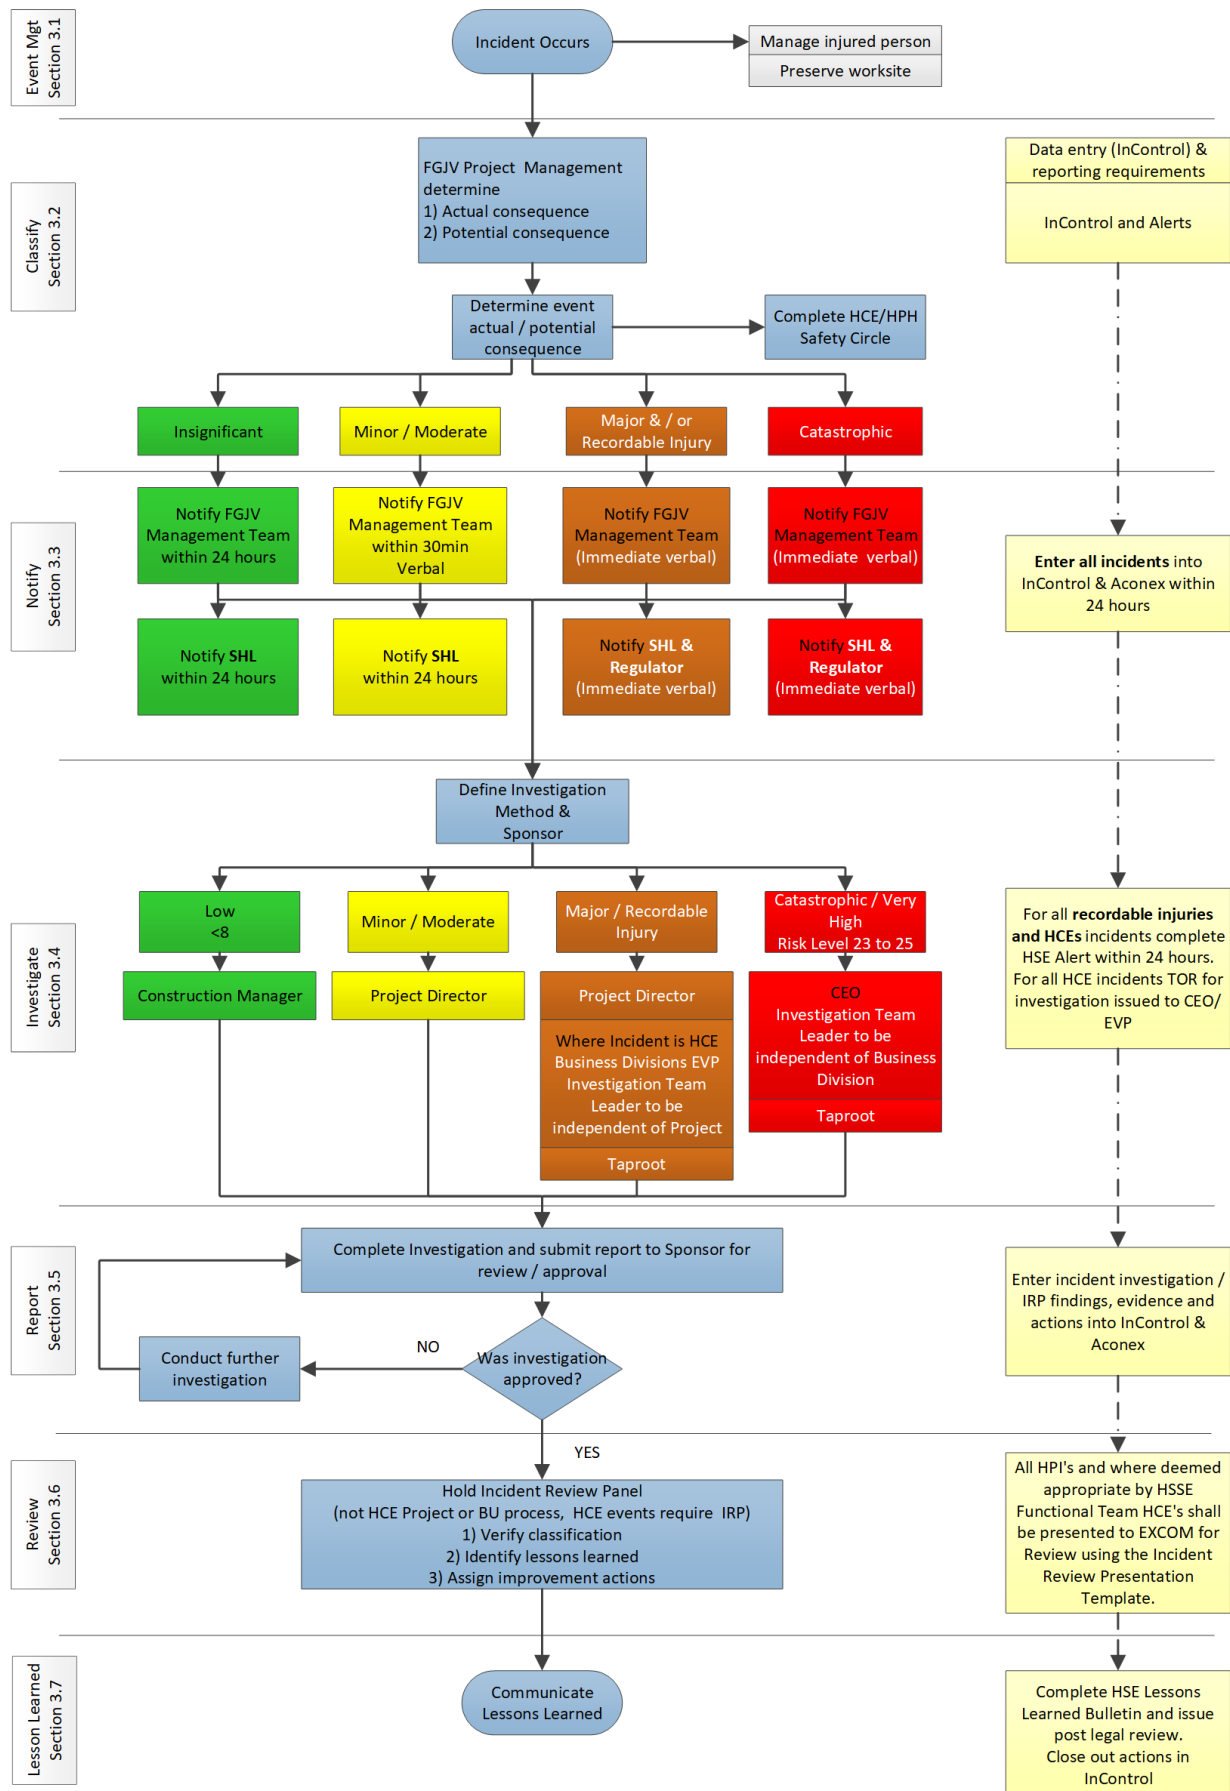 Event Mgt
Section 3.1
Incident Occurs
Manage injured person
Preserve worksite
Classify
Section 3.2
FGJV Project Management
determine
1) Actual consequence
2) Potential consequence
Data entry (InControl) &
reporting requirements
InControl and Alerts
Determine event
actual / potential
consequence
Complete HCE/HPH
Safety Circle
Insignificant
Minor / Moderate
Major & / or
Recordable Injury
Catastrophic
Notify
Section 3.3
Notify FGJV
Management Team
within 24 hours
Notify FGJV
Management Team
within 30min
Verbal
Notify FGJV
Management Team
(Immediate verbal)
Notify FGJV
Management Team
(Immediate verbal)
Enter all incidents into
InControl & Aconex within
24 hours
Notify SHL
within 24 hours
Notify SHL
within 24 hours
Notify SHL &
Regulator
(Immediate verbal)
Notify SHL &
Regulator
(Immediate verbal)
Investigate
Section 3.4
Define Investigation
Method &
Sponsor
Low
<8
Minor / Moderate
Major / Recordable
Injury
Catastrophic / Very
High
Risk Level 23 to 25
Construction Manager
Project Director
Project Director
Where Incident is HCE
Business Divisions EVP
Investigation Team
Leader to be
independent of Project
Taproot
CEO
Investigation Team
Leader to be
independent of Business
Division
Taproot
For all recordable injuries
and HCEs incidents complete
HSE Alert within 24 hours.
For all HCE incidents TOR for
investigation issued to CEO/
EVP
Report
Section 3.5
Complete Investigation and submit report to Sponsor for
review / approval
Conduct further
investigation
NO
Was investigation
approved?
YES
Enter incident investigation /
IRP findings, evidence and
actions into InControl &
Aconex
Review
Section 3.6
Hold Incident Review Panel
(not HCE Project or BU process, HCE events require IRP)
1) Verify classification
2) Identify lessons learned
3) Assign improvement actions
All HPI's and where deemed
appropriate by HSSE
Functional Team HCE's shall
be presented to EXCOM for
Review using the Incident
Review Presentation
Template.
Lesson Learned
Section 3.7
Communicate
Lessons Learned
Complete HSE Lessons
Learned Bulletin and issue
post legal review.
Close out actions in
InControl